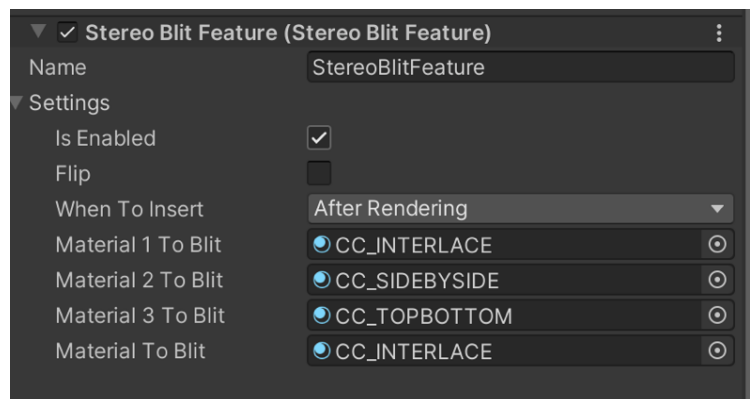 Stereo Blit Feature (Stereo Blit Feature)
Name StereoBlitFeature
Settings
Is Enabled
Flip
When To Insert After Rendering
Material 1 To Blit CC_INTERLACE
Material 2 To Blit CC_SIDEBYSIDE
Material 3 To Blit CC_TOPBOTTOM
Material To Blit CC_INTERLACE